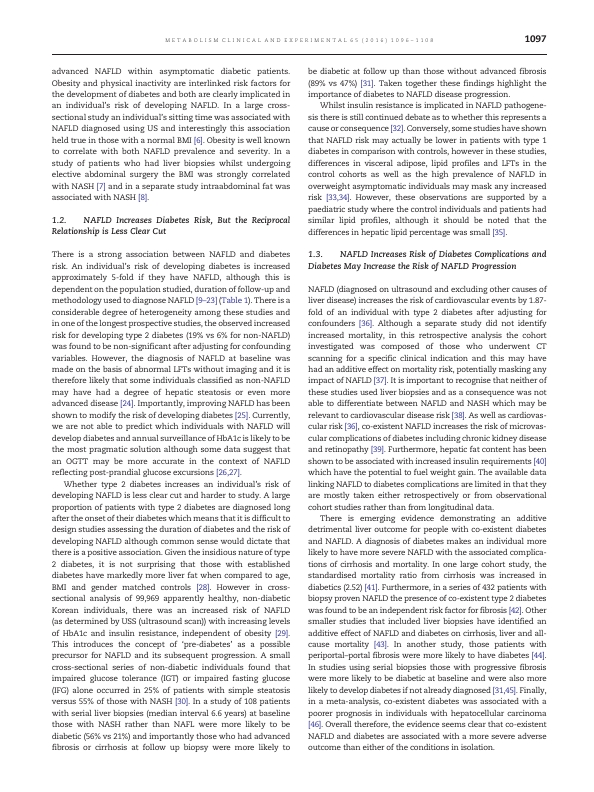 METABOLISM CLINICAL AND EXPERIMENTAL 65 (2016) 1096–1108
1097
advanced NAFLD within asymptomatic diabetic patients.
Obesity and physical inactivity are interlinked risk factors for
the development of diabetes and both are clearly implicated in
an individual's risk of developing NAFLD. In a large cross-
sectional study an individual's sitting time was associated with
NAFLD diagnosed using US and interestingly this association
held true in those with a normal BMI [6]. Obesity is well known
to correlate with both NAFLD prevalence and severity. In a
study of patients who had liver biopsies whilst undergoing
elective abdominal surgery the BMI was strongly correlated
with NASH [7] and in a separate study intraabdominal fat was
associated with NASH [8].
1.2. NAFLD Increases Diabetes Risk, But the Reciprocal
Relationship is Less Clear Cut
There is a strong association between NAFLD and diabetes
risk. An individual's risk of developing diabetes is increased
approximately 5-fold if they have NAFLD, although this is
dependent on the population studied, duration of follow-up and
methodology used to diagnose NAFLD [9–23] (Table 1). There is a
considerable degree of heterogeneity among these studies and
in one of the longest prospective studies, the observed increased
risk for developing type 2 diabetes (19% vs 6% for non-NAFLD)
was found to be non-significant after adjusting for confounding
variables. However, the diagnosis of NAFLD at baseline was
made on the basis of abnormal LFTs without imaging and it is
therefore likely that some individuals classified as non-NAFLD
may have had a degree of hepatic steatosis or even more
advanced disease [24]. Importantly, improving NAFLD has been
shown to modify the risk of developing diabetes [25]. Currently,
we are not able to predict which individuals with NAFLD will
develop diabetes and annual surveillance of HbA1c is likely to be
the most pragmatic solution although some data suggest that
an OGTT may be more accurate in the context of NAFLD
reflecting post-prandial glucose excursions [26,27].
Whether type 2 diabetes increases an individual's risk of
developing NAFLD is less clear cut and harder to study. A large
proportion of patients with type 2 diabetes are diagnosed long
after the onset of their diabetes which means that it is difficult to
design studies assessing the duration of diabetes and the risk of
developing NAFLD although common sense would dictate that
there is a positive association. Given the insidious nature of type
2 diabetes, it is not surprising that those with established
diabetes have markedly more liver fat when compared to age,
BMI and gender matched controls [28]. However in cross-
sectional analysis of 99,969 apparently healthy, non-diabetic
Korean individuals, there was an increased risk of NAFLD
(as determined by USS (ultrasound scan)) with increasing levels
of HbA1c and insulin resistance, independent of obesity [29].
This introduces the concept of 'pre-diabetes' as a possible
precursor for NAFLD and its subsequent progression. A small
cross-sectional series of non-diabetic individuals found that
impaired glucose tolerance (IGT) or impaired fasting glucose
(IFG) alone occurred in 25% of patients with simple steatosis
versus 55% of those with NASH [30]. In a study of 108 patients
with serial liver biopsies (median interval 6.6 years) at baseline
those with NASH rather than NAFL were more likely to be
diabetic (56% vs 21%) and importantly those who had advanced
fibrosis or cirrhosis at follow up biopsy were more likely to
be diabetic at follow up than those without advanced fibrosis
(89% vs 47%) [31]. Taken together these findings highlight the
importance of diabetes to NAFLD disease progression.
Whilst insulin resistance is implicated in NAFLD pathogene-
sis there is still continued debate as to whether this represents a
cause or consequence [32]. Conversely, some studies have shown
that NAFLD risk may actually be lower in patients with type 1
diabetes in comparison with controls, however in these studies,
differences in visceral adipose, lipid profiles and LFTs in the
control cohorts as well as the high prevalence of NAFLD in
overweight asymptomatic individuals may mask any increased
risk [33,34]. However, these observations are supported by a
paediatric study where the control individuals and patients had
similar lipid profiles, although it should be noted that the
differences in hepatic lipid percentage was small [35].
1.3. NAFLD Increases Risk of Diabetes Complications and
Diabetes May Increase the Risk of NAFLD Progression
NAFLD (diagnosed on ultrasound and excluding other causes of
liver disease) increases the risk of cardiovascular events by 1.87-
fold of an individual with type 2 diabetes after adjusting for
confounders [36]. Although a separate study did not identify
increased mortality, in this retrospective analysis the cohort
investigated was composed of those who underwent CT
scanning for a specific clinical indication and this may have
had an additive effect on mortality risk, potentially masking any
impact of NAFLD [37]. It is important to recognise that neither of
these studies used liver biopsies and as a consequence was not
able to differentiate between NAFLD and NASH which may be
relevant to cardiovascular disease risk [38]. As well as cardiovas-
cular risk [36], co-existent NAFLD increases the risk of microvas-
cular complications of diabetes including chronic kidney disease
and retinopathy [39]. Furthermore, hepatic fat content has been
shown to be associated with increased insulin requirements [40]
which have the potential to fuel weight gain. The available data
linking NAFLD to diabetes complications are limited in that they
are mostly taken either retrospectively or from observational
cohort studies rather than from longitudinal data.
There is emerging evidence demonstrating an additive
detrimental liver outcome for people with co-existent diabetes
and NAFLD. A diagnosis of diabetes makes an individual more
likely to have more severe NAFLD with the associated complica-
tions of cirrhosis and mortality. In one large cohort study, the
standardised mortality ratio from cirrhosis was increased in
diabetics (2.52) [41]. Furthermore, in a series of 432 patients with
biopsy proven NAFLD the presence of co-existent type 2 diabetes
was found to be an independent risk factor for fibrosis [42]. Other
smaller studies that included liver biopsies have identified an
additive effect of NAFLD and diabetes on cirrhosis, liver and all-
cause mortality [43]. In another study, those patients with
periportal–portal fibrosis were more likely to have diabetes [44].
In studies using serial biopsies those with progressive fibrosis
were more likely to be diabetic at baseline and were also more
likely to develop diabetes if not already diagnosed [31,45]. Finally,
in a meta-analysis, co-existent diabetes was associated with a
poorer prognosis in individuals with hepatocellular carcinoma
[46]. Overall therefore, the evidence seems clear that co-existent
NAFLD and diabetes are associated with a more severe adverse
outcome than either of the conditions in isolation.